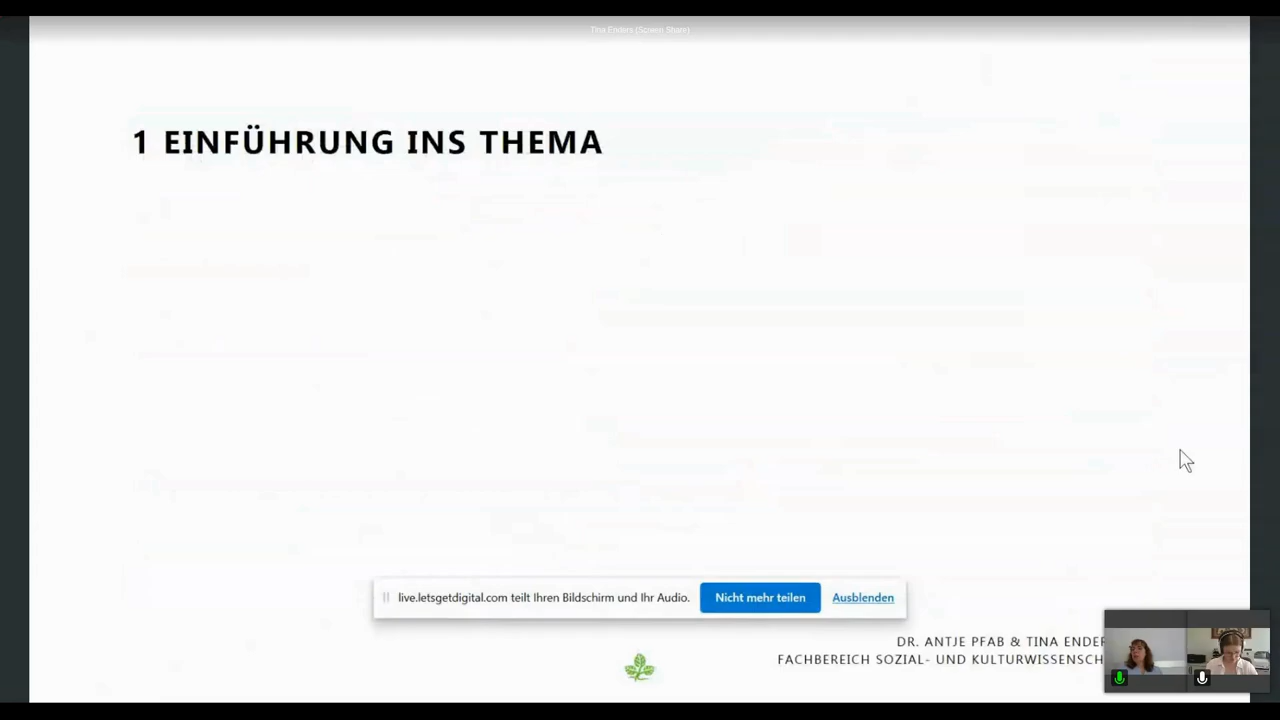 Tina Enders (Screen Share)
1 EINFÜHRUNG INS THEMA
live.letsgetdigital.com teilt Ihren Bildschirm und Ihr Audio. Nicht mehr teilen Ausblenden
DR. ANTJE PFAB & TINA ENDER
FACHBEREICH SOZIAL- UND KULTURWISSENSCH